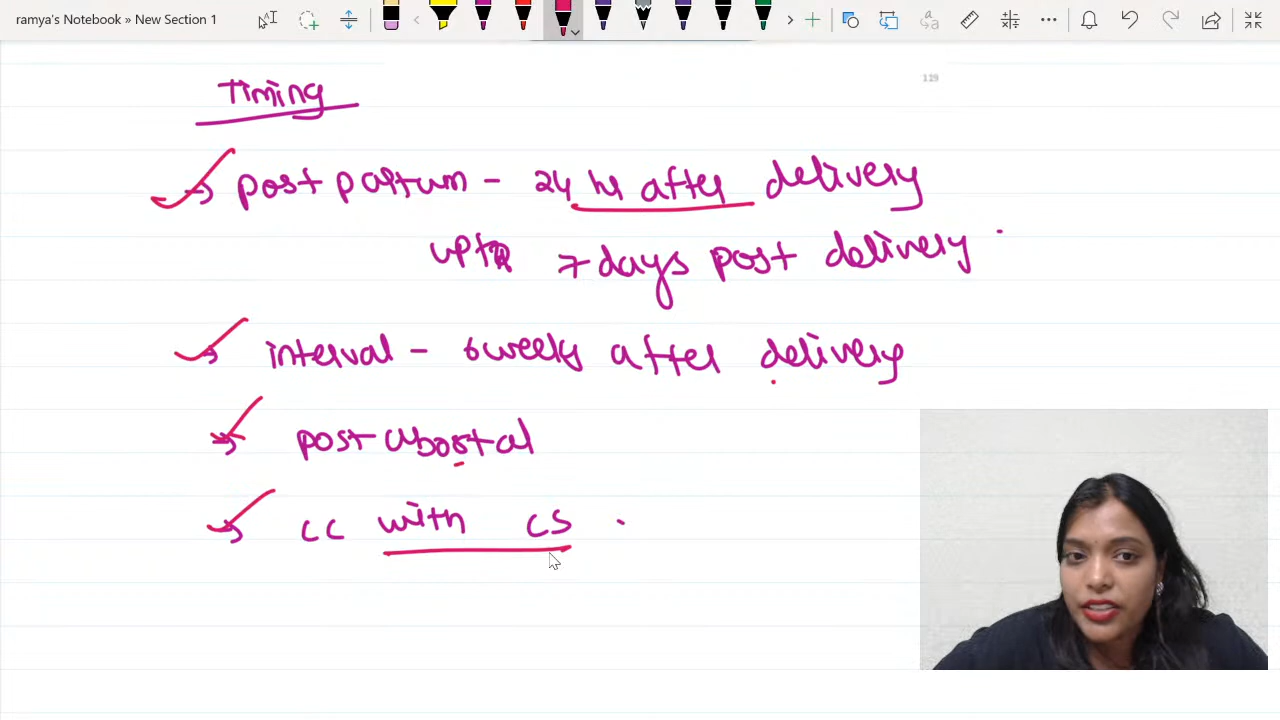 ramya's Notebook » New Section 1
119
Timing
→ post partum - 24 hr after delivery
upto 7 days post delivery.
→ interval - 6 weeks after delivery
→ post abortal
→ CC with CS.